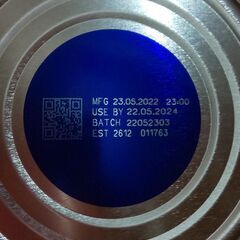 MFG 23.05.2022 23:00
USE BY 22.05.2024
BATCH 22052303
EST 2612 011763